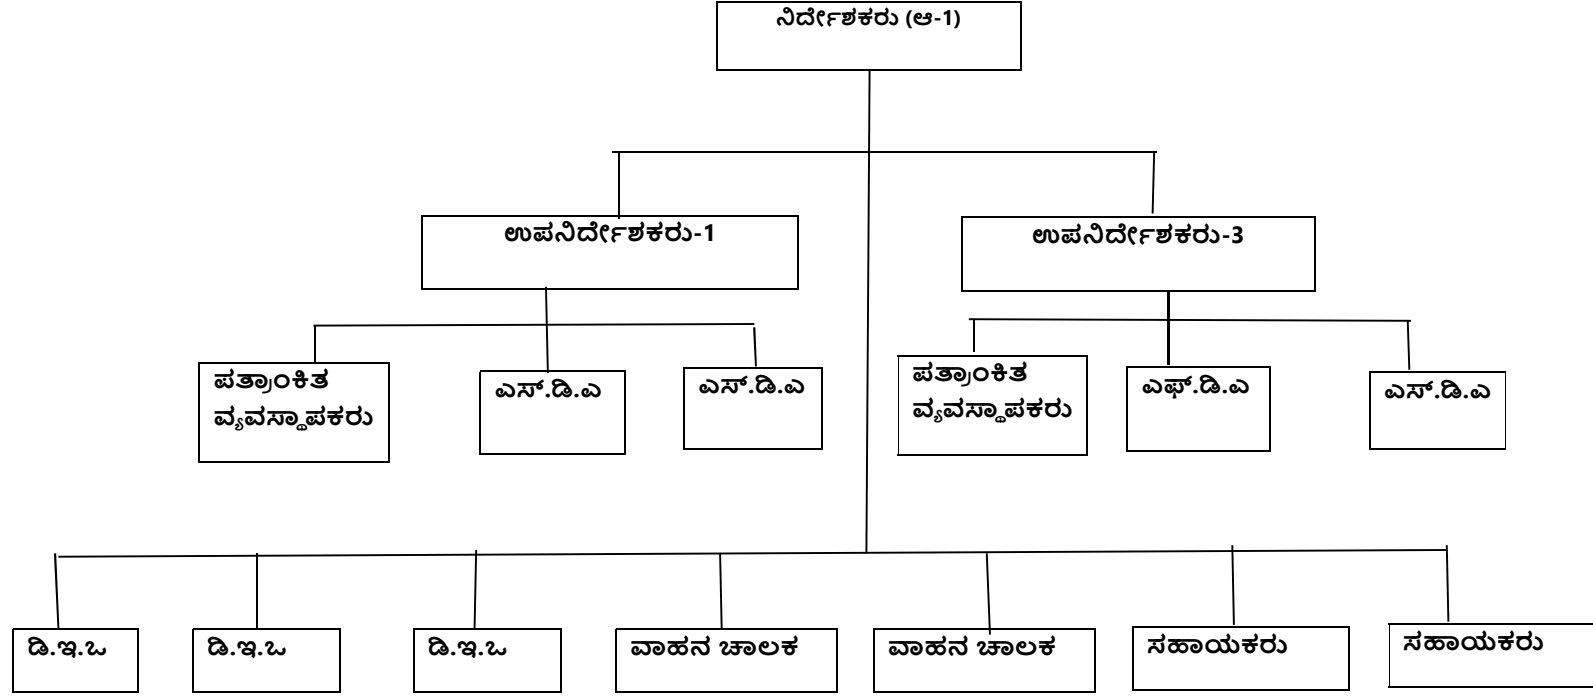 ನಿರ್ದೇಶಕರು (ಆ-1)
ಉಪನಿರ್ದೇಶಕರು-1
ಉಪನಿರ್ದೇಶಕರು-3
ಪತ್ರಾಂಕಿತ
ವ್ಯವಸ್ಥಾಪಕರು
ಎಸ್.ಡಿ.ಎ
ಎಸ್.ಡಿ.ಎ
ಪತ್ರಾಂಕಿತ
ವ್ಯವಸ್ಥಾಪಕರು
ಎಫ್.ಡಿ.ಎ
ಎಸ್.ಡಿ.ಎ
ಡಿ.ಇ.ಒ
ಡಿ.ಇ.ಒ
ಡಿ.ಇ.ಒ
ವಾಹನ ಚಾಲಕ
ವಾಹನ ಚಾಲಕ
ಸಹಾಯಕರು
ಸಹಾಯಕರು